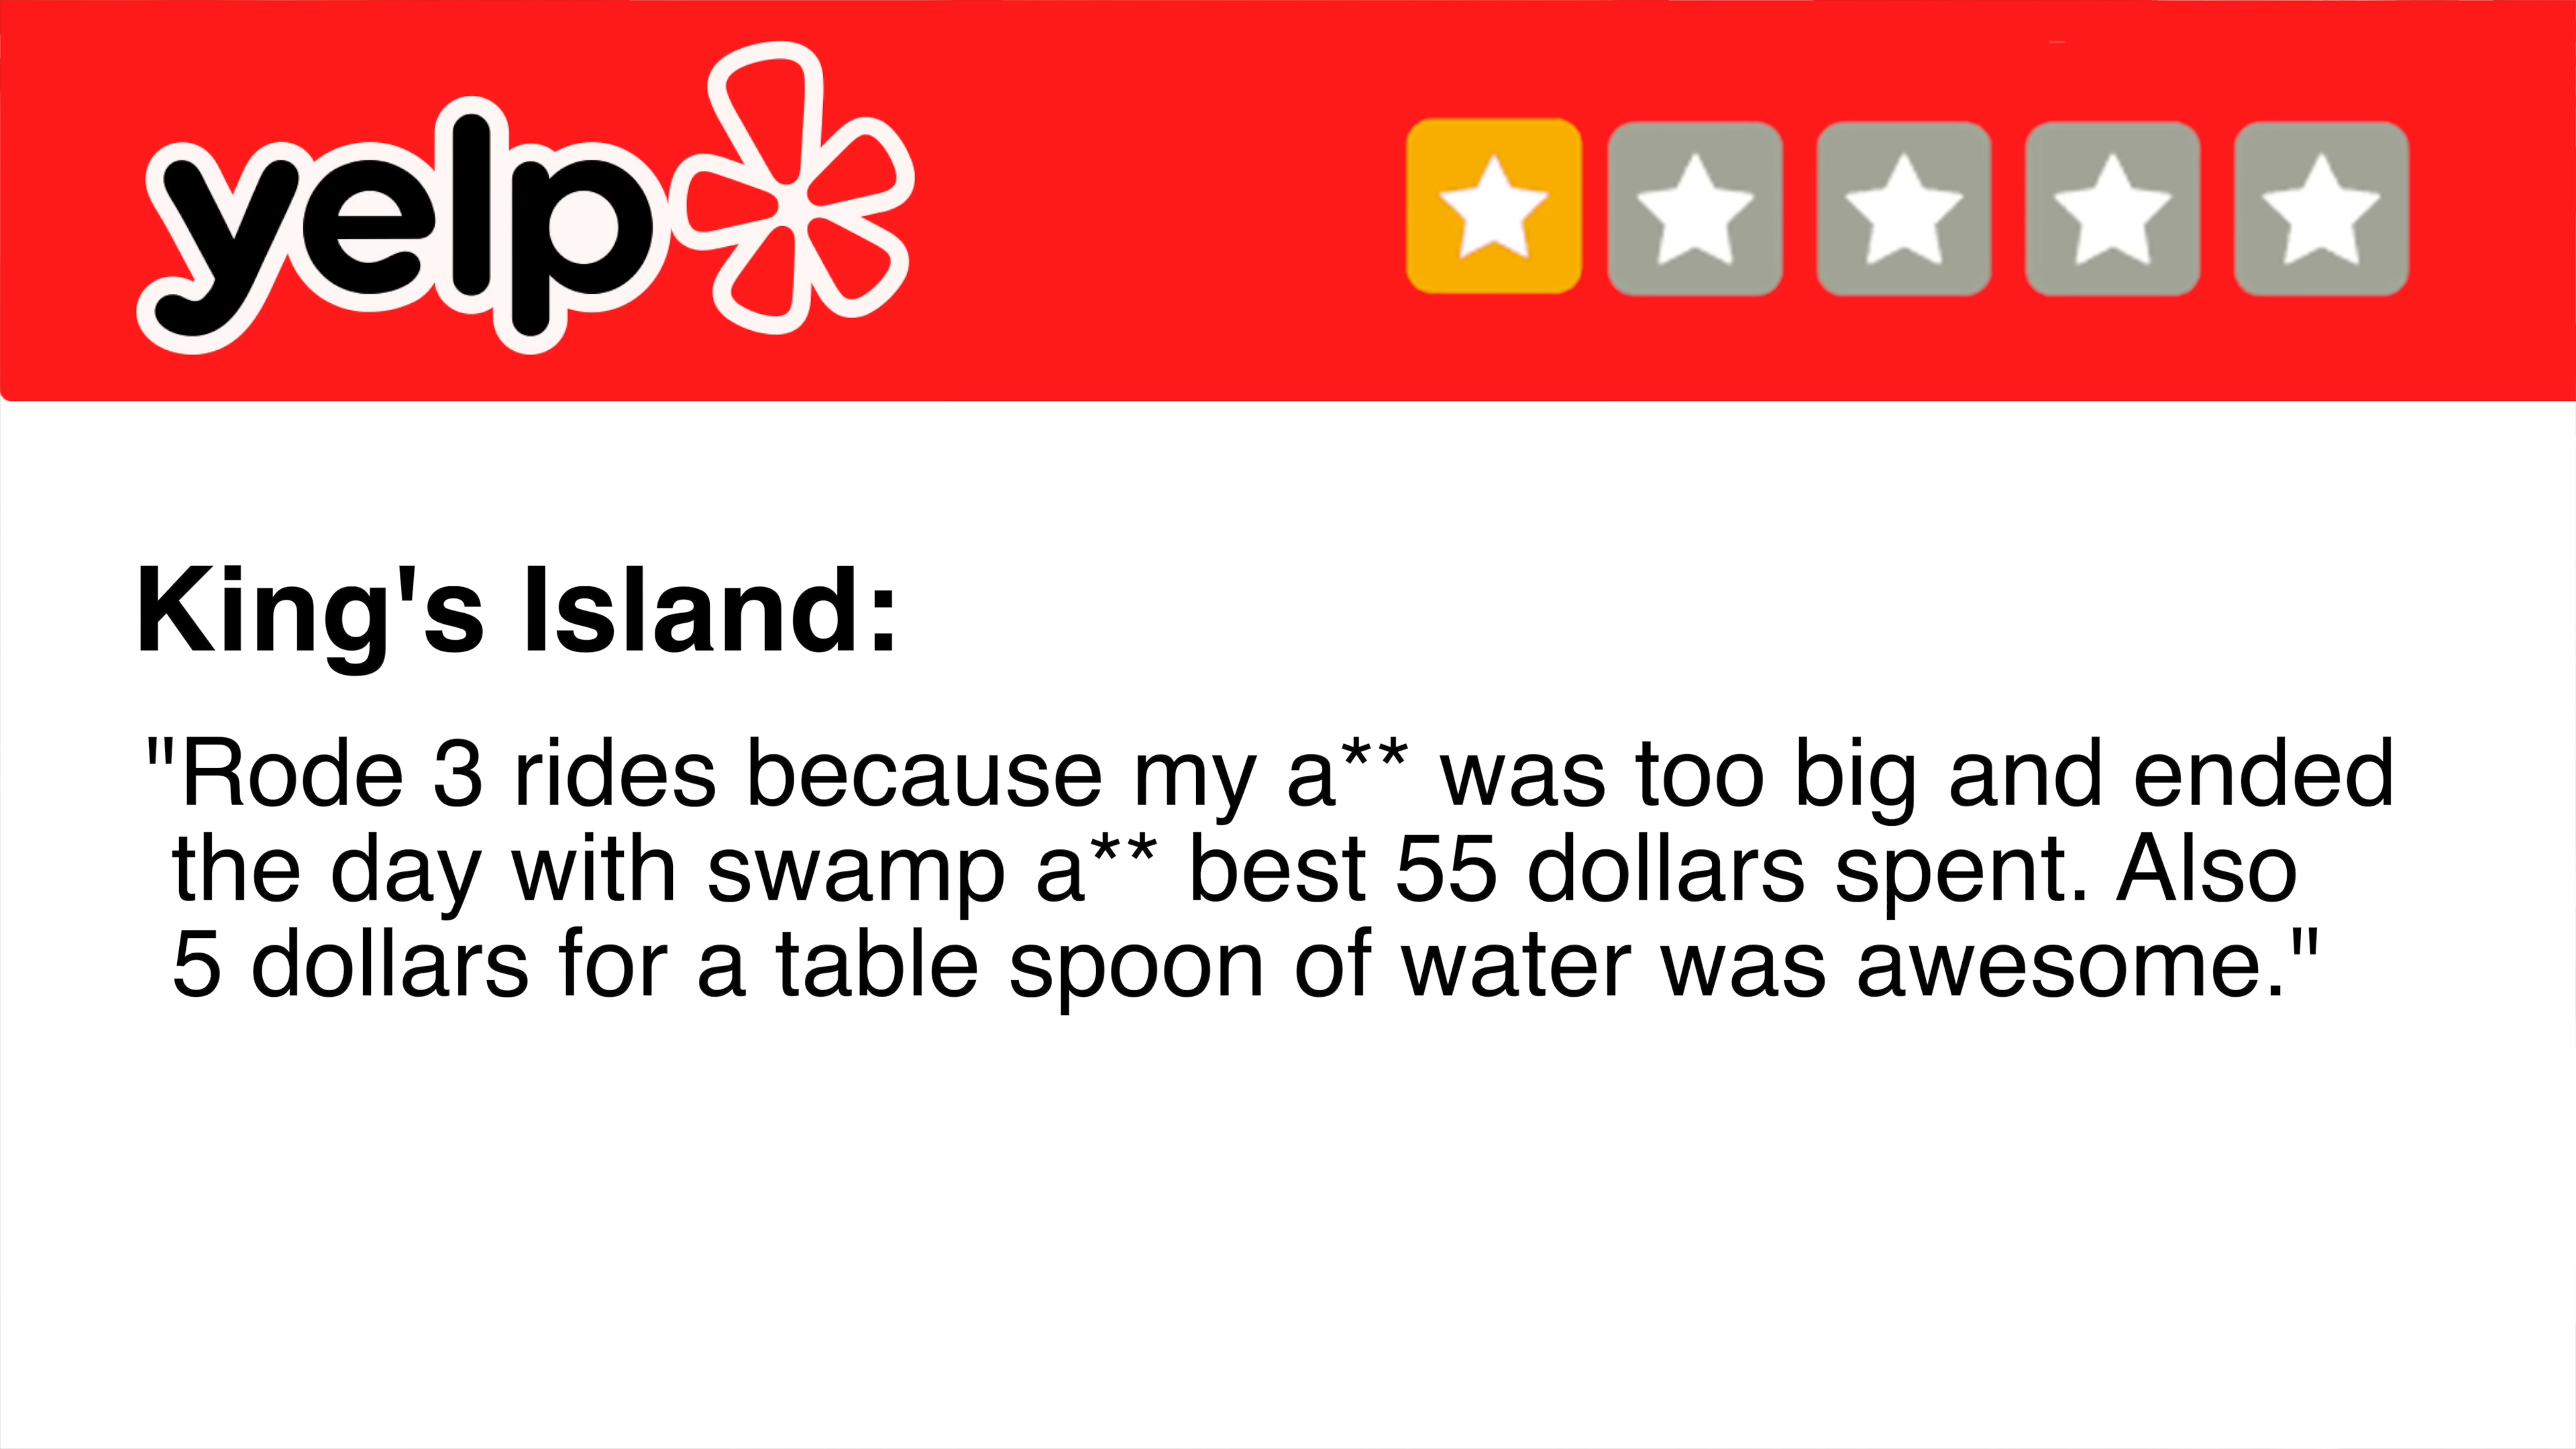 yelp
King's Island:
"Rode 3 rides because my a** was too big and ended
the day with swamp a** best 55 dollars spent. Also
5 dollars for a table spoon of water was awesome."